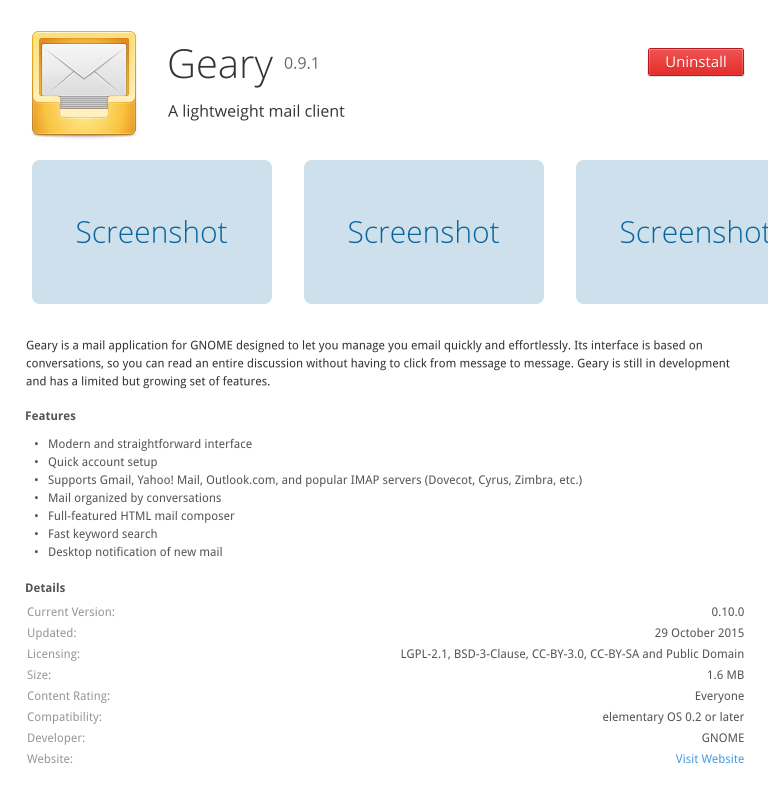 Geary 0.9.1
Uninstall
A lightweight mail client
Screenshot
Screenshot
Screenshot
Geary is a mail application for GNOME designed to let you manage you email quickly and effortlessly. Its interface is based on
conversations, so you can read an entire discussion without having to click from message to message. Geary is still in development
and has a limited but growing set of features.
Features
• Modern and straightforward interface
• Quick account setup
• Supports Gmail, Yahoo! Mail, Outlook.com, and popular IMAP servers (Dovecot, Cyrus, Zimbra, etc.)
• Mail organized by conversations
• Full-featured HTML mail composer
• Fast keyword search
• Desktop notification of new mail
Details
Current Version: 0.10.0
Updated: 29 October 2015
Licensing: LGPL-2.1, BSD-3-Clause, CC-BY-3.0, CC-BY-SA and Public Domain
Size: 1.6 MB
Content Rating: Everyone
Compatibility: elementary OS 0.2 or later
Developer: GNOME
Website: Visit Website